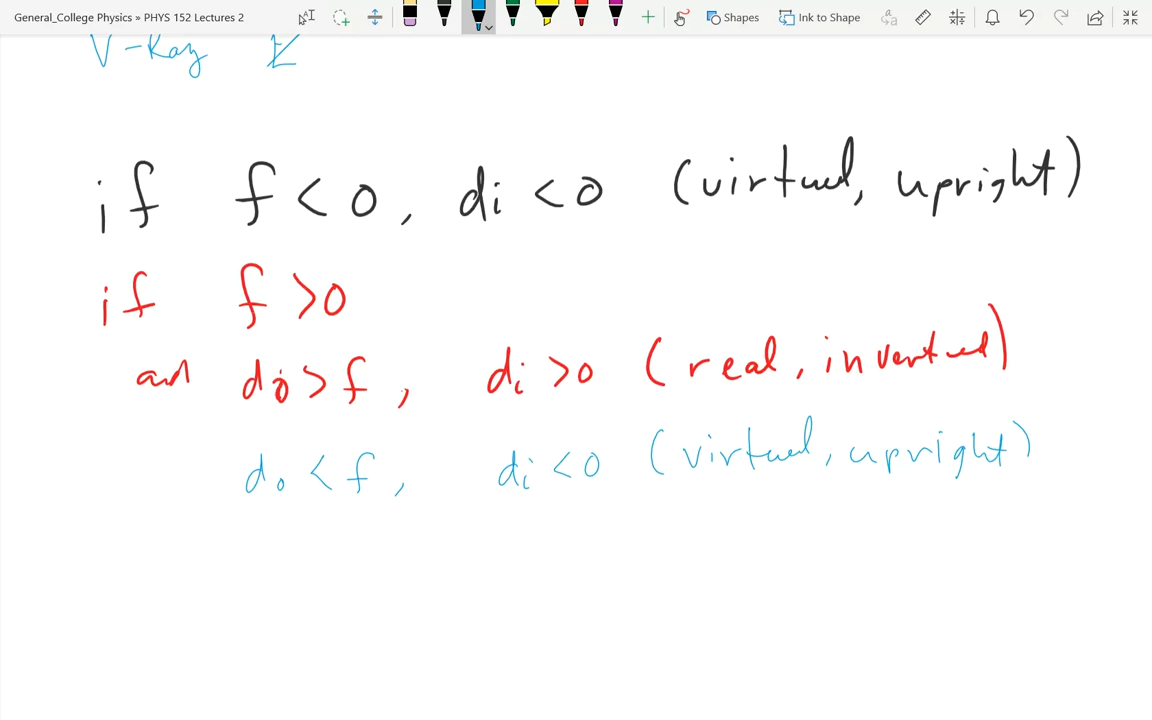 General_College Physics » PHYS 152 Lectures 2
Shapes
Ink to Shape
V-Ray
if f<0, di<0 (virtual, upright)
if f>0
and do>f, di>0 (real, inverted)
do<f, di<0 (virtual, upright)